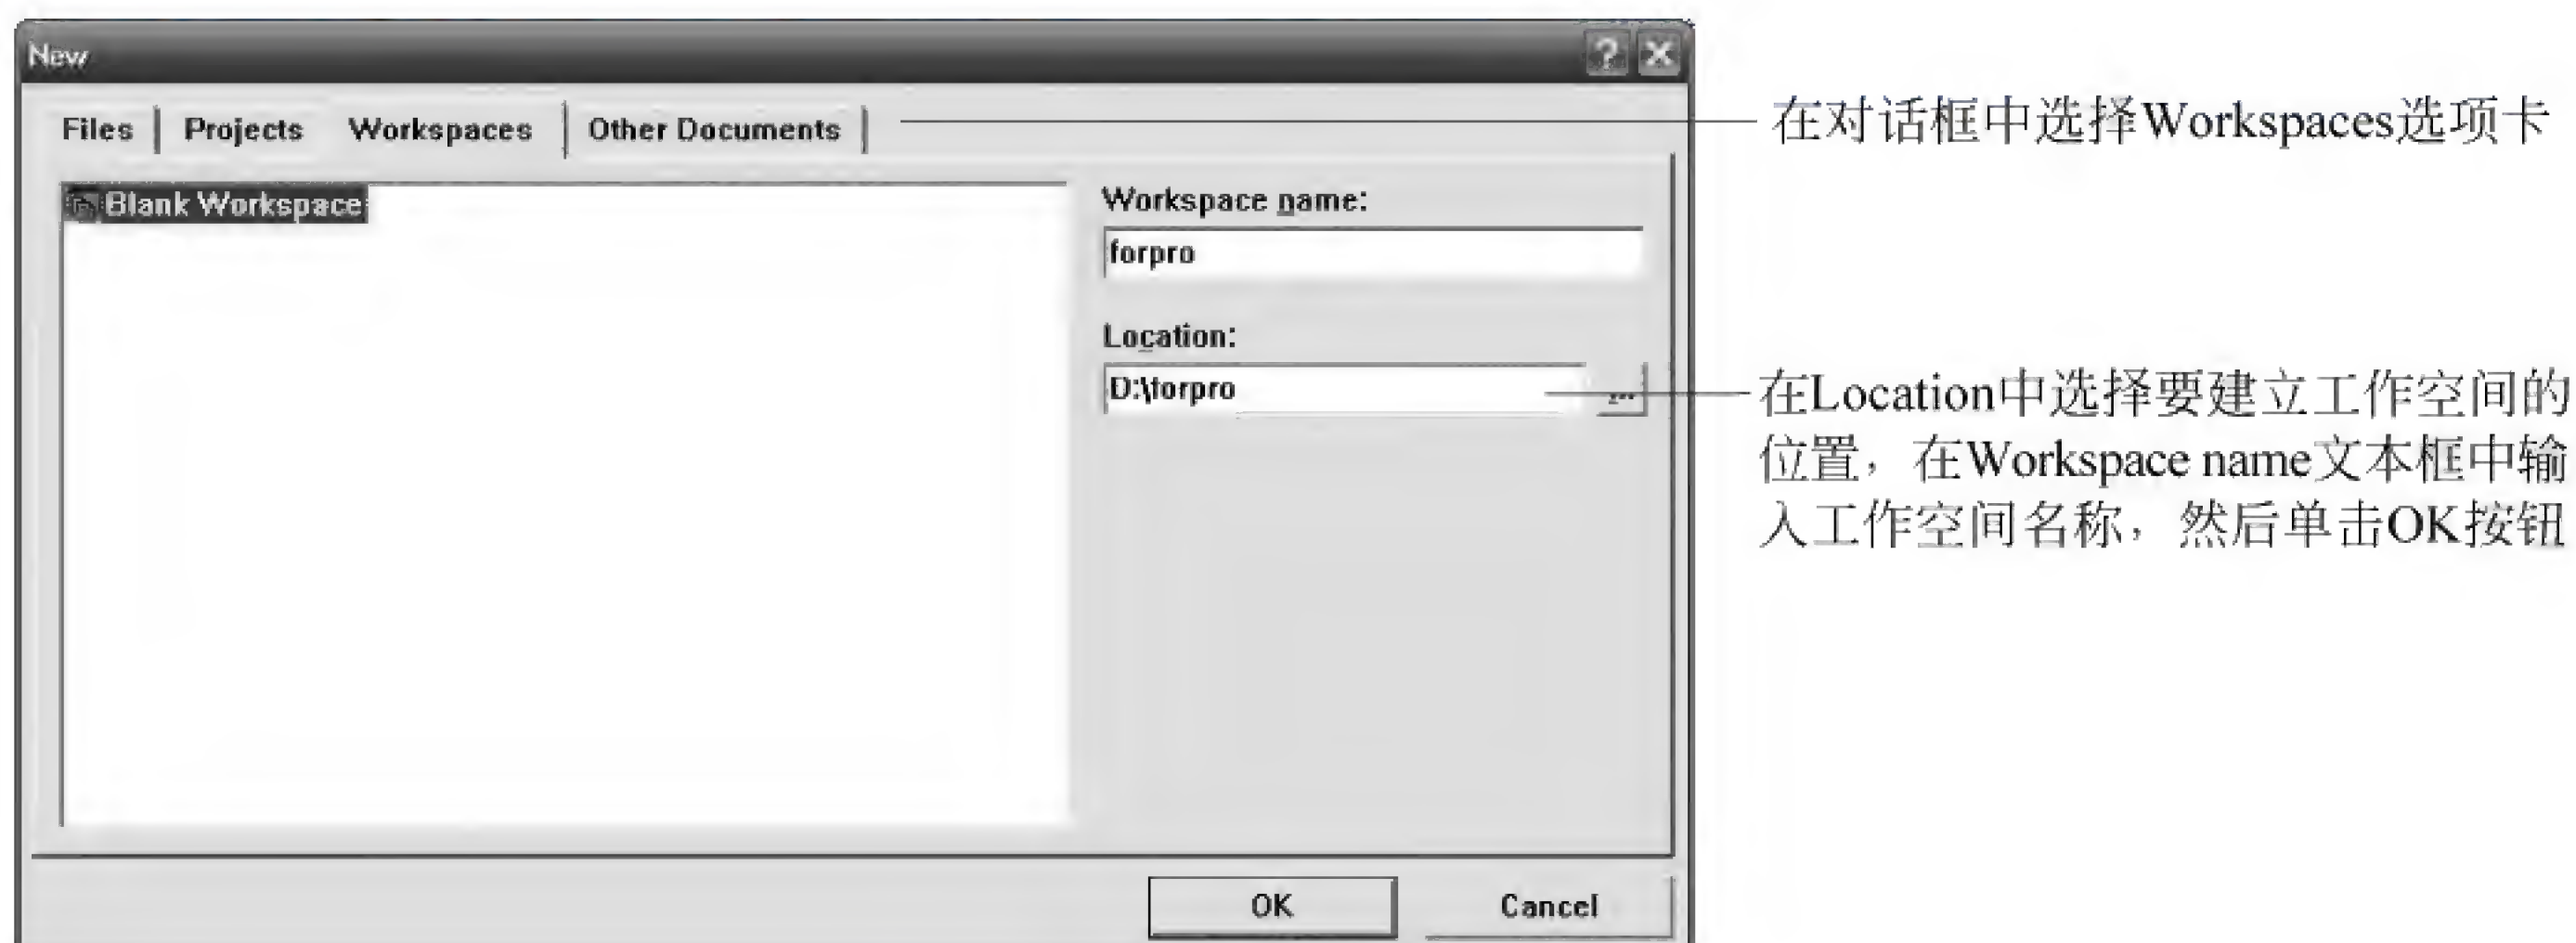 New
Files Projects Workspaces Other Documents
在对话框中选择Workspaces选项卡
Blank Workspace
Workspace name:
forpro
Location:
D:\forpro
...
在Location中选择要建立工作空间的
位置，在Workspace name文本框中输
入工作空间名称，然后单击OK按钮
OK Cancel